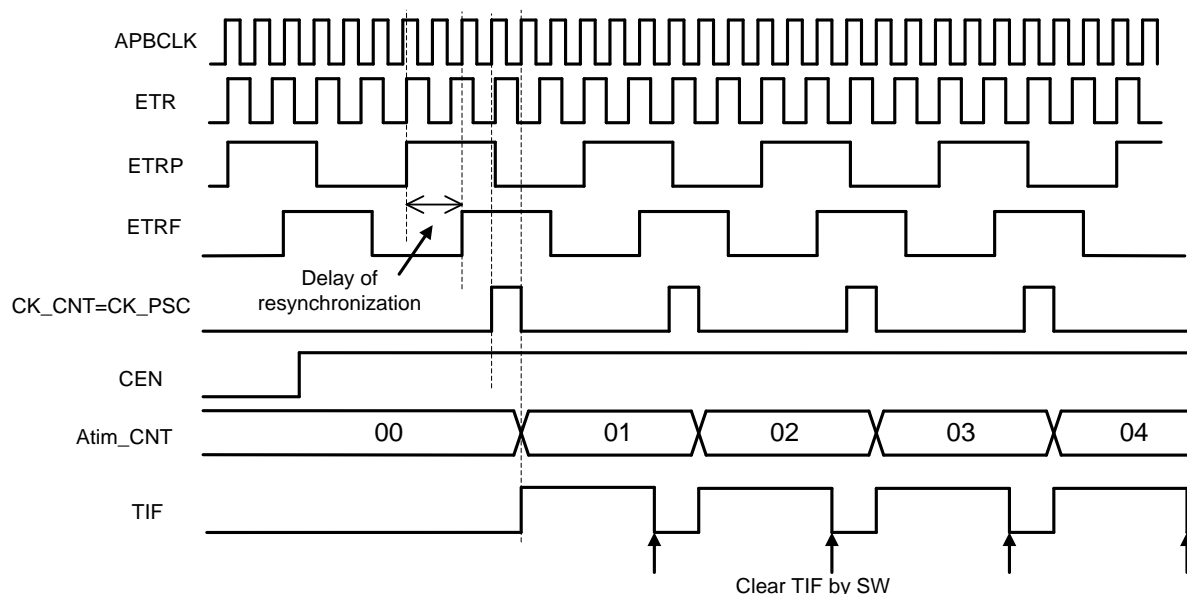 APBCLK
ETR
ETRP
ETRF
Delay of
resynchronization
CK_CNT=CK_PSC
CEN
Atim_CNT
00
01
02
03
04
TIF
Clear TIF by SW